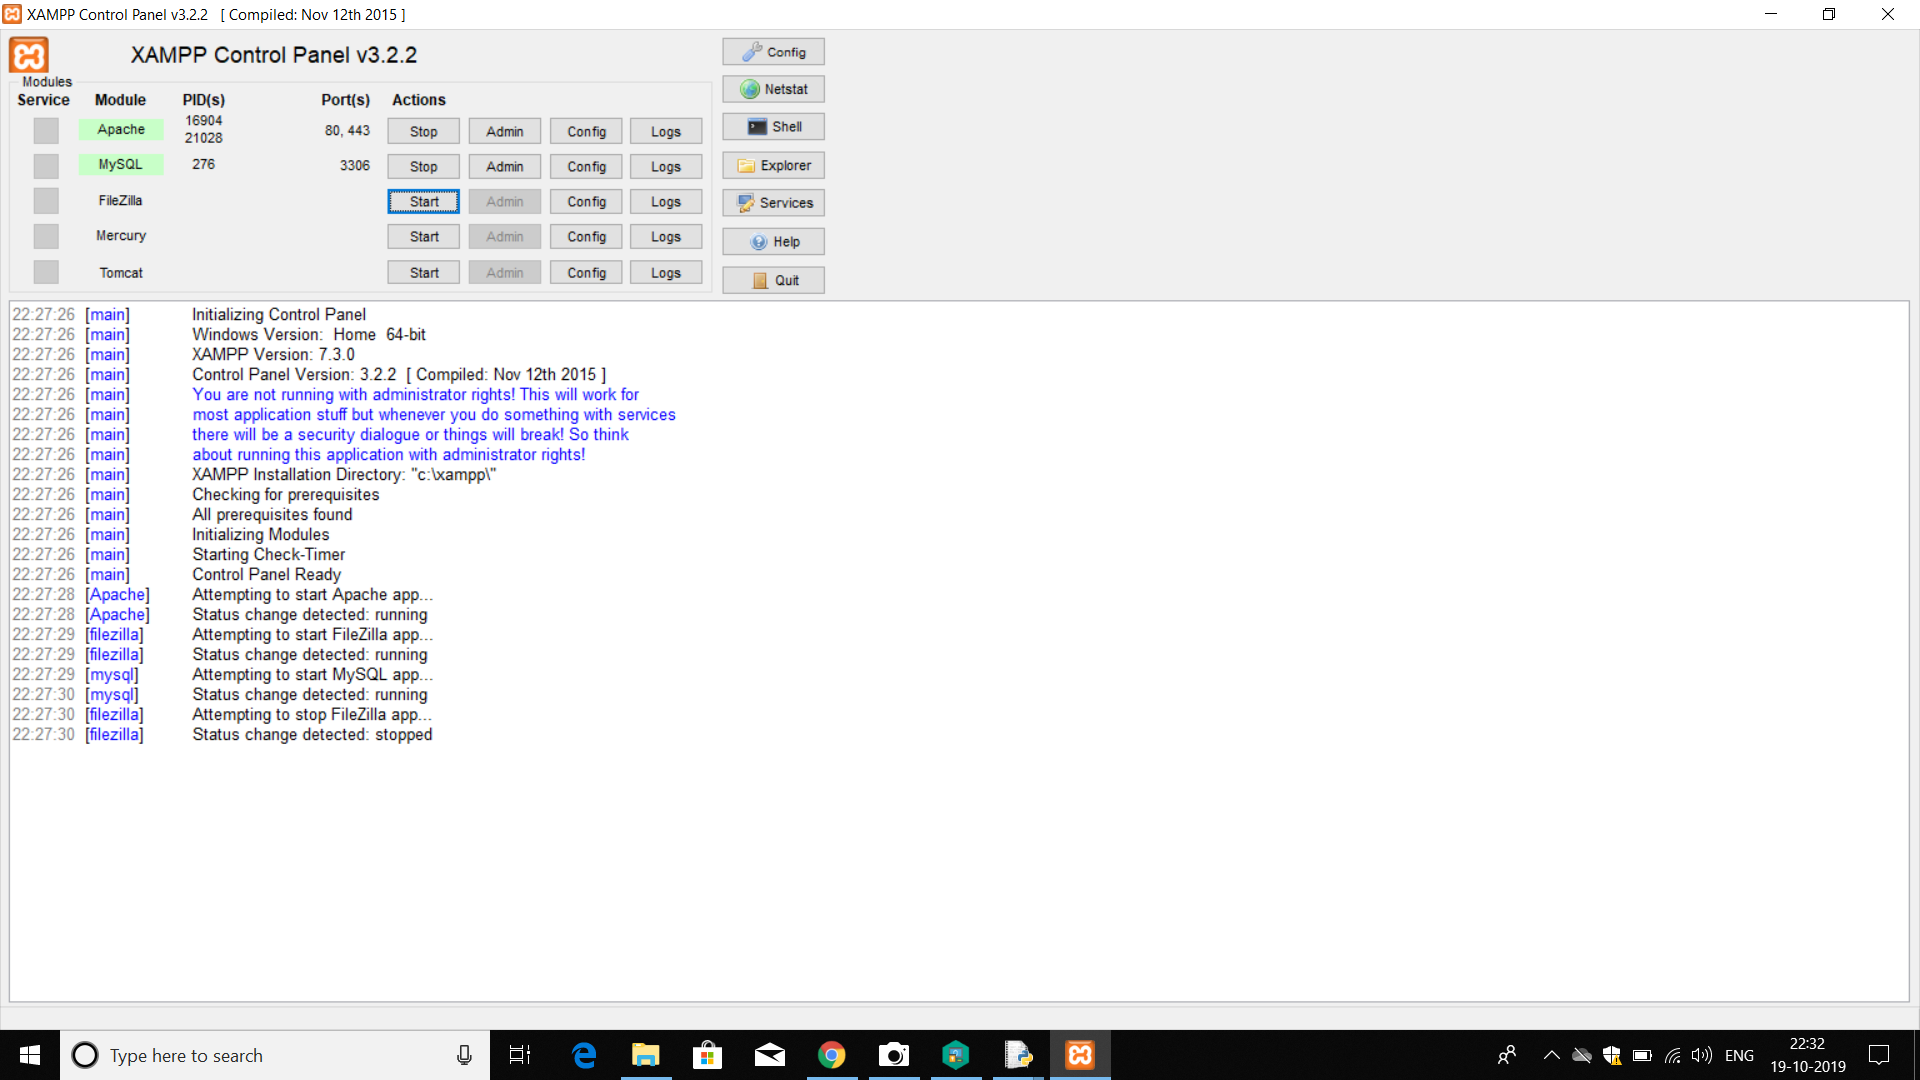 XAMPP Control Panel v3.2.2   [ Compiled: Nov 12th 2015 ]
XAMPP Control Panel v3.2.2
Config
Modules
Service Module PID(s) Port(s) Actions
Netstat
Apache 16904 21028 80, 443 Stop Admin Config Logs
Shell
MySQL 276 3306 Stop Admin Config Logs
Explorer
FileZilla Start Admin Config Logs
Services
Mercury Start Admin Config Logs
Help
Tomcat Start Admin Config Logs
Quit
22:27:26 [main] Initializing Control Panel
22:27:26 [main] Windows Version:  Home  64-bit
22:27:26 [main] XAMPP Version: 7.3.0
22:27:26 [main] Control Panel Version: 3.2.2  [ Compiled: Nov 12th 2015 ]
22:27:26 [main] You are not running with administrator rights! This will work for
22:27:26 [main] most application stuff but whenever you do something with services
22:27:26 [main] there will be a security dialogue or things will break! So think
22:27:26 [main] about running this application with administrator rights!
22:27:26 [main] XAMPP Installation Directory: "c:\xampp\"
22:27:26 [main] Checking for prerequisites
22:27:26 [main] All prerequisites found
22:27:26 [main] Initializing Modules
22:27:26 [main] Starting Check-Timer
22:27:26 [main] Control Panel Ready
22:27:28 [Apache] Attempting to start Apache app...
22:27:28 [Apache] Status change detected: running
22:27:29 [filezilla] Attempting to start FileZilla app...
22:27:29 [filezilla] Status change detected: running
22:27:29 [mysql] Attempting to start MySQL app...
22:27:30 [mysql] Status change detected: running
22:27:30 [filezilla] Attempting to stop FileZilla app...
22:27:30 [filezilla] Status change detected: stopped
Type here to search
ENG
22:32
19-10-2019